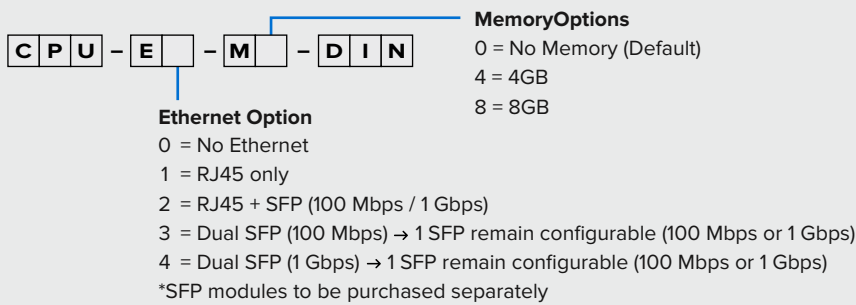 MemoryOptions
0 = No Memory (Default)
4 = 4GB
8 = 8GB
CPU – E – M – DIN
Ethernet Option
0 = No Ethernet
1 = RJ45 only
2 = RJ45 + SFP (100 Mbps / 1 Gbps)
3 = Dual SFP (100 Mbps) → 1 SFP remain configurable (100 Mbps or 1 Gbps)
4 = Dual SFP (1 Gbps) → 1 SFP remain configurable (100 Mbps or 1 Gbps)
*SFP modules to be purchased separately